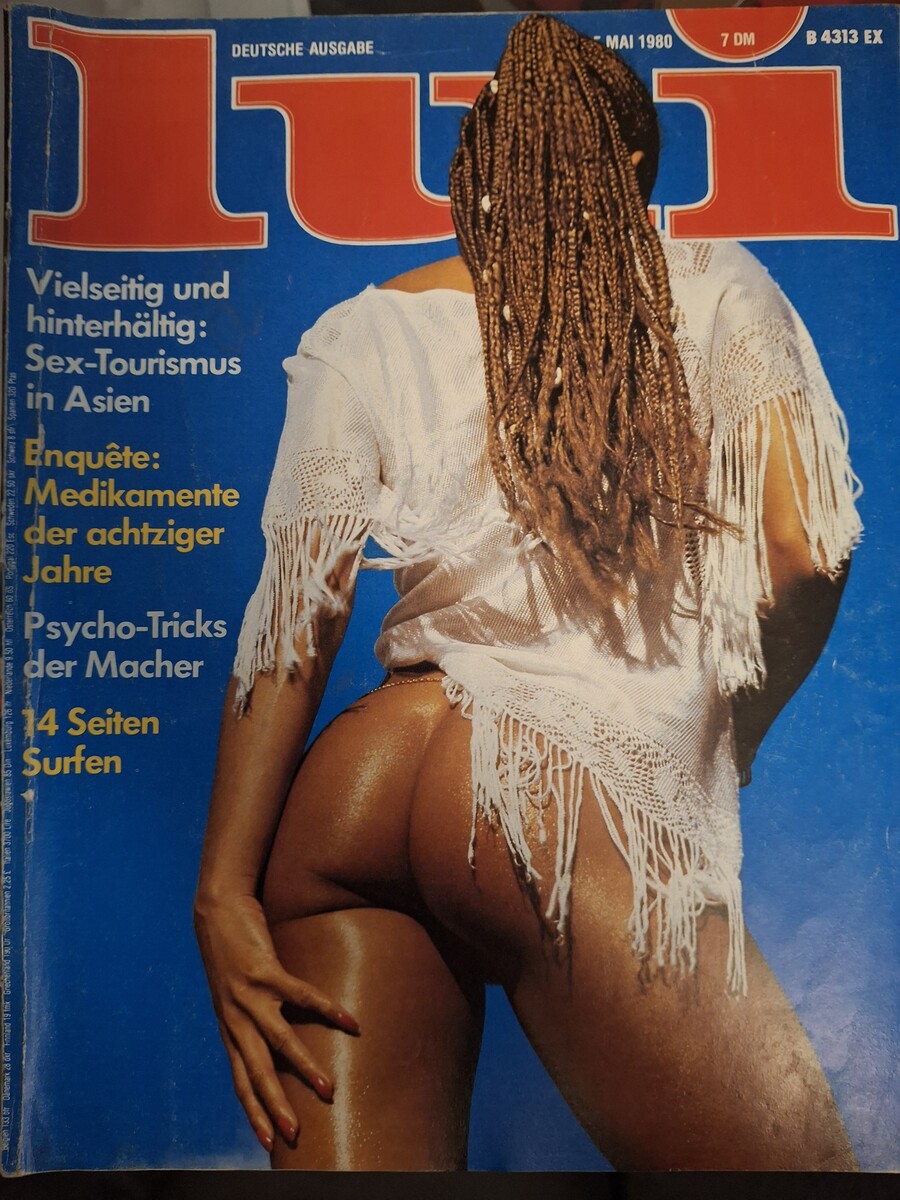 lui
DEUTSCHE AUSGABE
MAI 1980
7 DM
B 4313 EX
Vielseitig und
hinterhältig:
Sex-Tourismus
in Asien
Enquête:
Medikamente
der achtziger
Jahre
Psycho-Tricks
der Macher
14 Seiten
Surfen